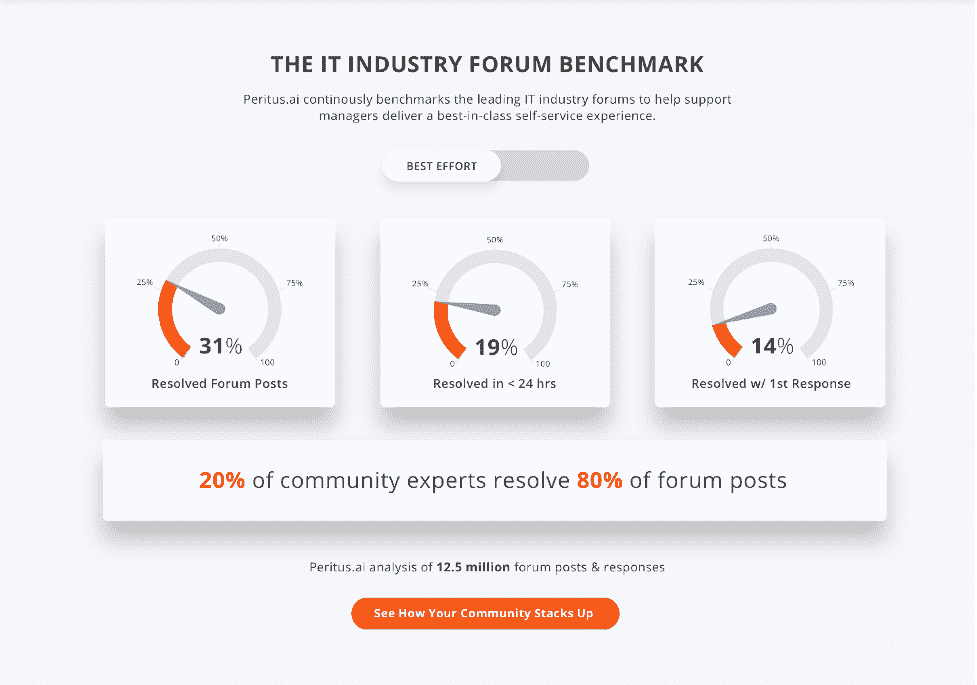 THE IT INDUSTRY FORUM BENCHMARK
Peritus.ai continously benchmarks the leading IT industry forums to help support
managers deliver a best-in-class self-service experience.
BEST EFFORT
50%
25%
75%
31%
0
100
Resolved Forum Posts
50%
25%
75%
19%
0
100
Resolved in < 24 hrs
50%
25%
75%
14%
0
100
Resolved w/ 1st Response
20% of community experts resolve 80% of forum posts
Peritus.ai analysis of 12.5 million forum posts & responses
See How Your Community Stacks Up